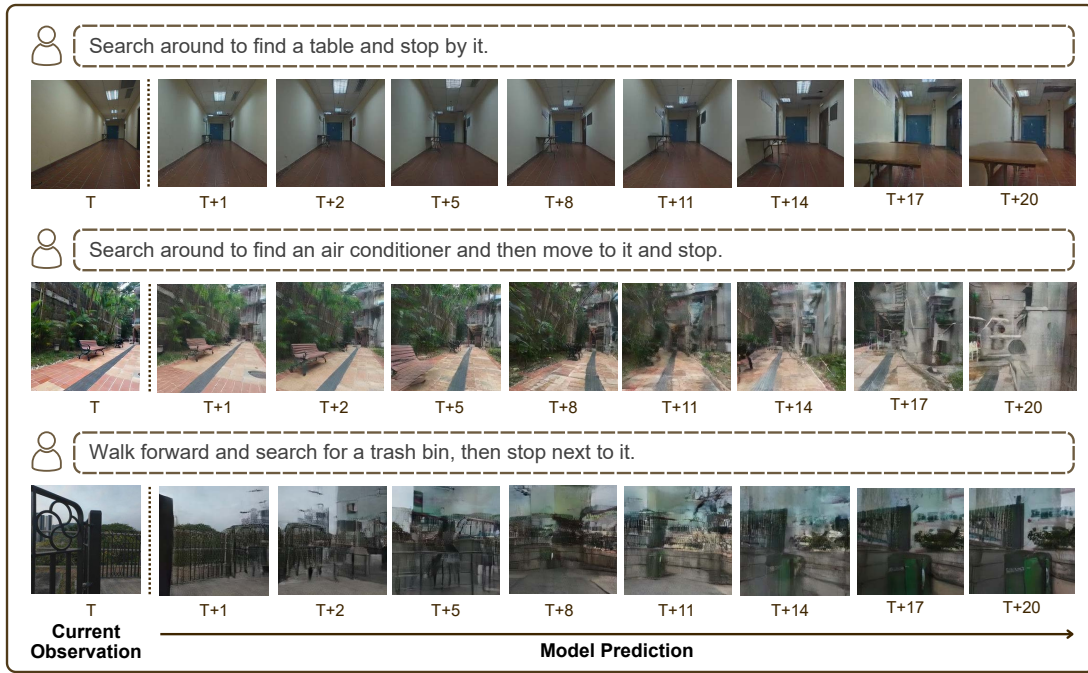 Search around to find a table and stop by it.
T T+1 T+2 T+5 T+8 T+11 T+14 T+17 T+20
Search around to find an air conditioner and then move to it and stop.
T T+1 T+2 T+5 T+8 T+11 T+14 T+17 T+20
Walk forward and search for a trash bin, then stop next to it.
T T+1 T+2 T+5 T+8 T+11 T+14 T+17 T+20
Current
Observation
Model Prediction